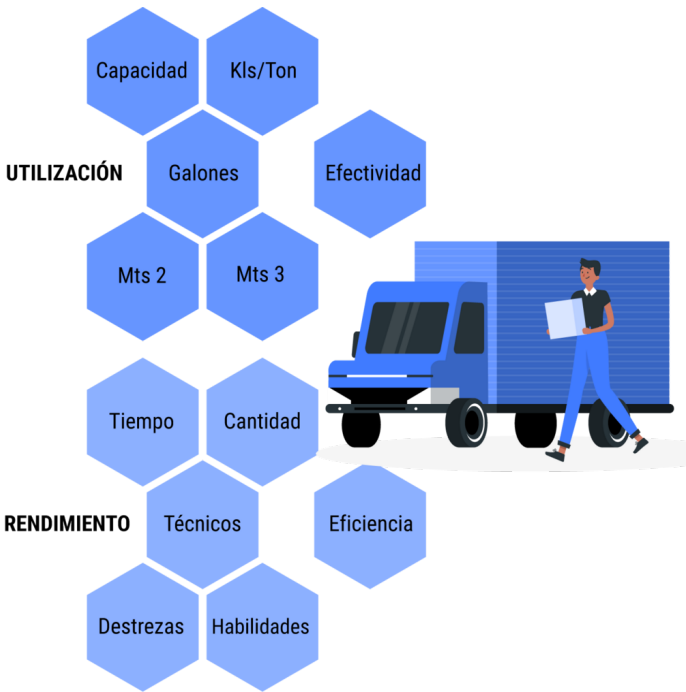 Capacidad
Kls/Ton
UTILIZACIÓN
Galones
Efectividad
Mts 2
Mts 3
Tiempo
Cantidad
RENDIMIENTO
Técnicos
Eficiencia
Destrezas
Habilidades